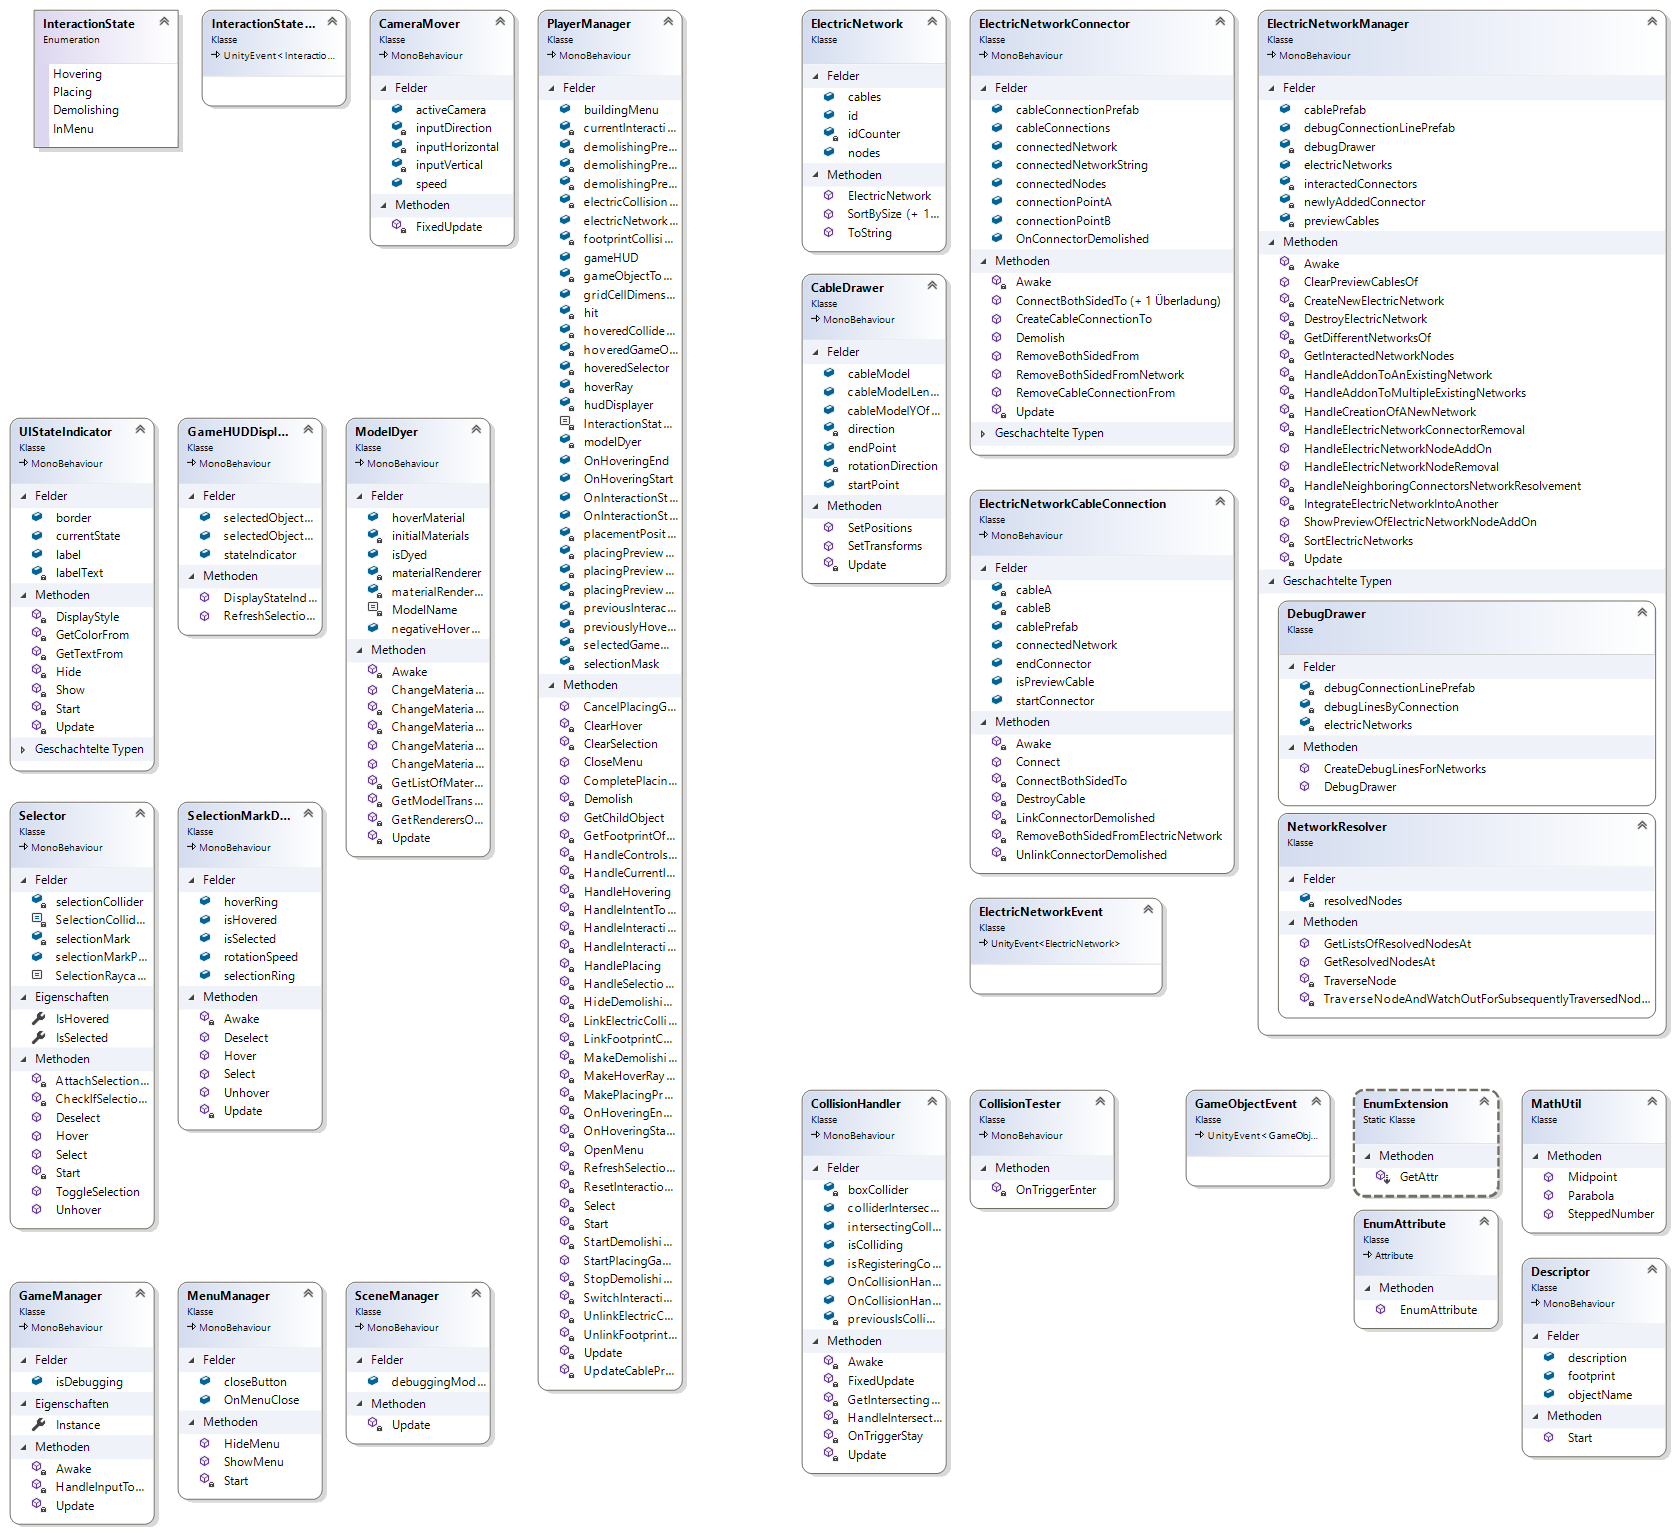 InteractionState
Enumeration
Hovering
Placing
Demolishing
InMenu
InteractionState...
Klasse
UnityEvent<Interactio...
CameraMover
Klasse
MonoBehaviour
Felder
activeCamera
inputDirection
inputHorizontal
inputVertical
speed
Methoden
FixedUpdate
PlayerManager
Klasse
MonoBehaviour
Felder
buildingMenu
currentInteracti...
demolishingPre...
demolishingPre...
demolishingPre...
electricCollision...
electricNetwork...
footprintCollisi...
gameHUD
gameObjectTo...
gridCellDimens...
hit
hoveredCollide...
hoveredGameO...
hoveredSelector
hoverRay
hudDisplayer
InteractionStat...
modelDyer
OnHoveringEnd
OnHoveringStart
OnInteractionSt...
OnInteractionSt...
placementPosit...
placingPreview...
placingPreview...
placingPreview...
previousInterac...
previouslyHove...
selectedGame...
selectionMask
Methoden
CancelPlacingG...
ClearHover
ClearSelection
CloseMenu
CompletePlacin...
Demolish
GetChildObject
GetFootprintOf...
HandleControls...
HandleCurrentI...
HandleHovering
HandleIntentTo...
HandleInteracti...
HandleInteracti...
HandlePlacing
HandleSelectio...
HideDemolishi...
LinkElectricColli...
LinkFootprintC...
MakeDemolishi...
MakeHoverRay...
MakePlacingPr...
OnHoveringEn...
OnHoveringSta...
OpenMenu
RefreshSelectio...
ResetInteractio...
Select
Start
StartDemolishi...
StartPlacingGa...
StopDemolishi...
SwitchInteracti...
UnlinkElectricC...
UnlinkFootprint...
Update
UpdateCablePr...
ElectricNetwork
Klasse
Felder
cables
id
idCounter
nodes
Methoden
ElectricNetwork
SortBySize (+ 1...
ToString
ElectricNetworkConnector
Klasse
MonoBehaviour
Felder
cableConnectionPrefab
cableConnections
connectedNetwork
connectedNetworkString
connectedNodes
connectionPointA
connectionPointB
OnConnectorDemolished
Methoden
Awake
ConnectBothSidedTo (+ 1 Überladung)
CreateCableConnectionTo
Demolish
RemoveBothSidedFrom
RemoveBothSidedFromNetwork
RemoveCableConnectionFrom
Update
Geschachtelte Typen
ElectricNetworkManager
Klasse
MonoBehaviour
Felder
cablePrefab
debugConnectionLinePrefab
debugDrawer
electricNetworks
interactedConnectors
newlyAddedConnector
previewCables
Methoden
Awake
ClearPreviewCablesOf
CreateNewElectricNetwork
DestroyElectricNetwork
GetDifferentNetworksOf
GetInteractedNetworkNodes
HandleAddonToAnExistingNetwork
HandleAddonToMultipleExistingNetworks
HandleCreationOfANewNetwork
HandleElectricNetworkConnectorRemoval
HandleElectricNetworkNodeAddOn
HandleElectricNetworkNodeRemoval
HandleNeighboringConnectorsNetworkResolvement
IntegrateElectricNetworkIntoAnother
ShowPreviewOfElectricNetworkNodeAddOn
SortElectricNetworks
Update
Geschachtelte Typen
DebugDrawer
Klasse
Felder
debugConnectionLinePrefab
debugLinesByConnection
electricNetworks
Methoden
CreateDebugLinesForNetworks
DebugDrawer
NetworkResolver
Klasse
Felder
resolvedNodes
Methoden
GetListsOfResolvedNodesAt
GetResolvedNodesAt
TraverseNode
TraverseNodeAndWatchOutForSubsequentlyTraversedNod...
CableDrawer
Klasse
MonoBehaviour
Felder
cableModel
cableModelLen...
cableModelYOf...
direction
endPoint
rotationDirection
startPoint
Methoden
SetPositions
SetTransforms
Update
UIStateIndicator
Klasse
MonoBehaviour
Felder
border
currentState
label
labelText
Methoden
DisplayStyle
GetColorFrom
GetTextFrom
Hide
Show
Start
Update
Geschachtelte Typen
GameHUDDispl...
Klasse
MonoBehaviour
Felder
selectedObject...
selectedObject...
stateIndicator
Methoden
DisplayStateInd...
RefreshSelectio...
ModelDyer
Klasse
MonoBehaviour
Felder
hoverMaterial
initialMaterials
isDyed
materialRenderer
materialRender...
ModelName
negativeHover...
Methoden
Awake
ChangeMateria...
ChangeMateria...
ChangeMateria...
ChangeMateria...
ChangeMateria...
GetListOfMater...
GetModelTrans...
GetRenderersO...
Update
ElectricNetworkCableConnection
Klasse
MonoBehaviour
Felder
cableA
cableB
cablePrefab
connectedNetwork
endConnector
isPreviewCable
startConnector
Methoden
Awake
Connect
ConnectBothSidedTo
DestroyCable
LinkConnectorDemolished
RemoveBothSidedFromElectricNetwork
UnlinkConnectorDemolished
Selector
Klasse
MonoBehaviour
Felder
selectionCollider
SelectionCollid...
selectionMark
selectionMarkP...
SelectionRayca...
Eigenschaften
IsHovered
IsSelected
Methoden
AttachSelection...
CheckIfSelectio...
Deselect
Hover
Select
Start
ToggleSelection
Unhover
SelectionMarkD...
Klasse
MonoBehaviour
Felder
hoverRing
isHovered
isSelected
rotationSpeed
selectionRing
Methoden
Awake
Deselect
Hover
Select
Unhover
Update
ElectricNetworkEvent
Klasse
UnityEvent<ElectricNetwork>
CollisionHandler
Klasse
MonoBehaviour
Felder
boxCollider
colliderIntersec...
intersectingColl...
isColliding
isRegisteringCo...
OnCollisionHan...
OnCollisionHan...
previousIsColli...
Methoden
Awake
FixedUpdate
GetIntersecting...
HandleIntersect...
OnTriggerStay
Update
CollisionTester
Klasse
MonoBehaviour
Methoden
OnTriggerEnter
GameObjectEvent
Klasse
UnityEvent<GameObj...
EnumExtension
Static Klasse
Methoden
GetAttr
MathUtil
Klasse
Methoden
Midpoint
Parabola
SteppedNumber
EnumAttribute
Klasse
Attribute
Methoden
EnumAttribute
Descriptor
Klasse
MonoBehaviour
Felder
description
footprint
objectName
Methoden
Start
GameManager
Klasse
MonoBehaviour
Felder
isDebugging
Eigenschaften
Instance
Methoden
Awake
HandleInputTo...
Update
MenuManager
Klasse
MonoBehaviour
Felder
closeButton
OnMenuClose
Methoden
HideMenu
ShowMenu
Start
SceneManager
Klasse
MonoBehaviour
Felder
debuggingMod...
Methoden
Update